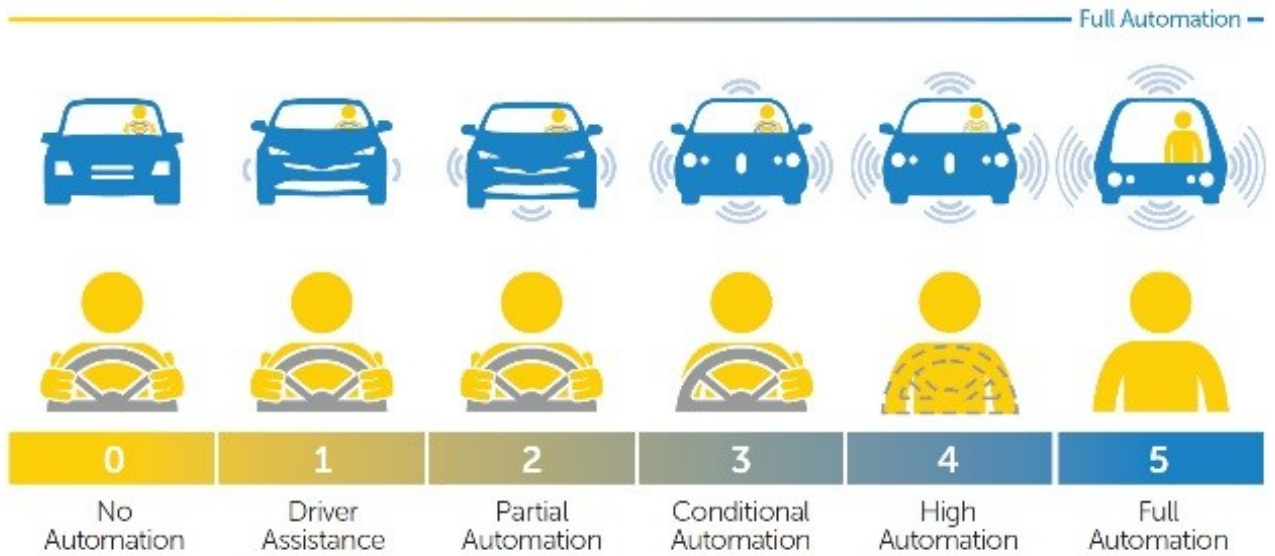 Full Automation
0
1
2
3
4
5
No
Automation
Driver
Assistance
Partial
Automation
Conditional
Automation
High
Automation
Full
Automation